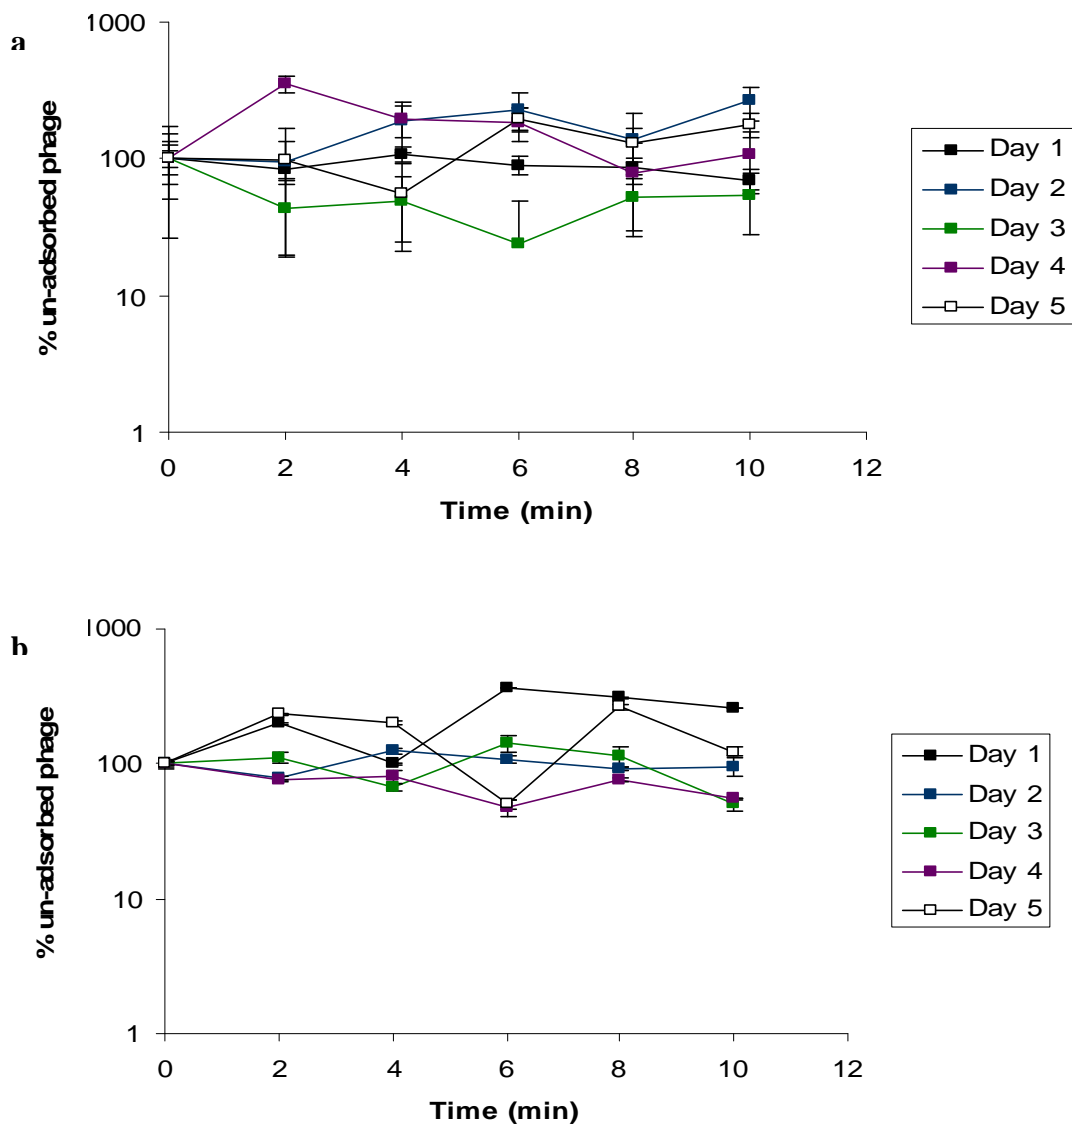 a
1000
100
10
1
% un-adsorbed phage
0 2 4 6 8 10 12
Time (min)
Day 1
Day 2
Day 3
Day 4
Day 5
b
1000
100
10
1
% un-adsorbed phage
0 2 4 6 8 10 12
Time (min)
Day 1
Day 2
Day 3
Day 4
Day 5